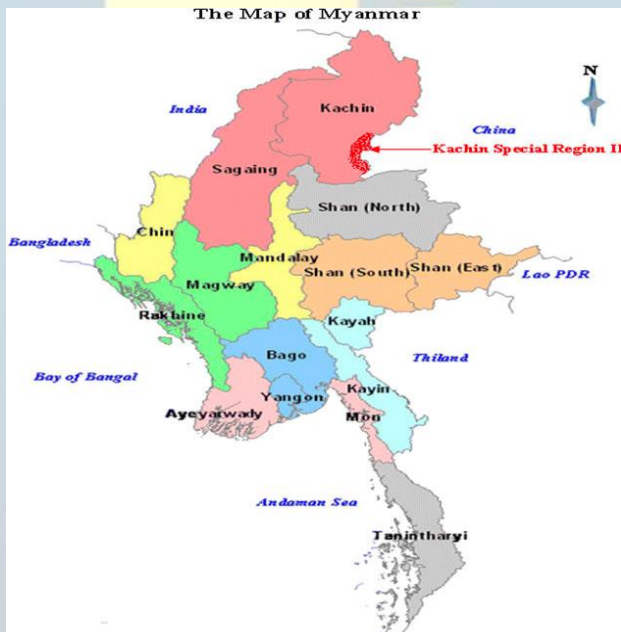 The Map of Myanmar
N
India
Kachin
China
Kachin Special Region II
Sagaing
Shan (North)
Chin
Bangladesh
Mandalay
Shan (South)
Shan (East)
Lao PDR
Magway
Rakhine
Kayah
Bago
Thiland
Bay of Bangal
Kayin
Yangon
Ayeyarwady
Mon
Andaman Sea
Tanintharyi